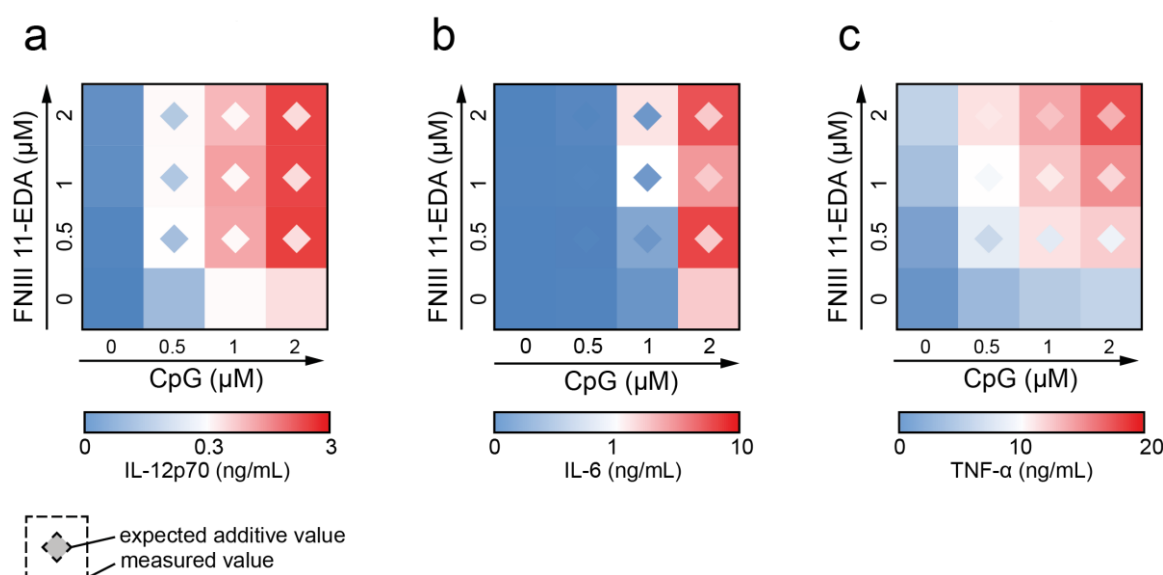 a
b
c
FNIII 11-EDA (µM)
2
1
0.5
0
0 0.5 1 2
CpG (µM)
0 0.3 3
IL-12p70 (ng/mL)
FNIII 11-EDA (µM)
2
1
0.5
0
0 0.5 1 2
CpG (µM)
0 1 10
IL-6 (ng/mL)
FNIII 11-EDA (µM)
2
1
0.5
0
0 0.5 1 2
CpG (µM)
0 10 20
TNF-α (ng/mL)
expected additive value
measured value